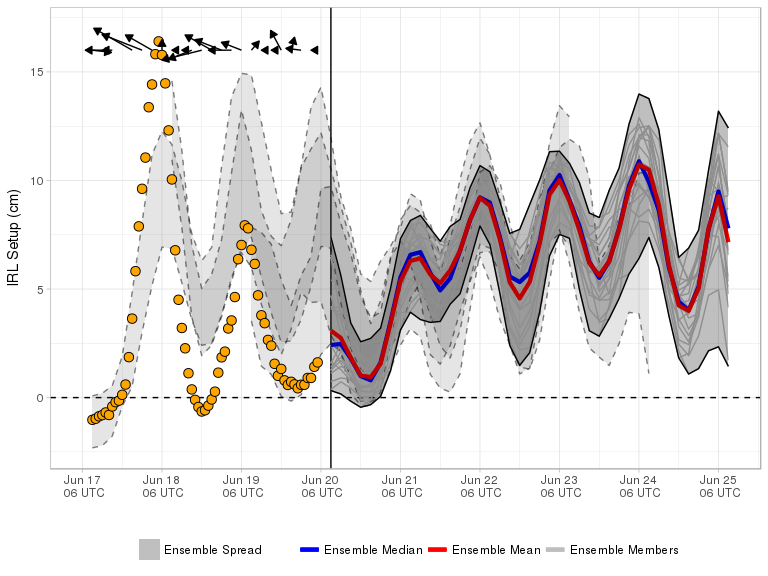 15
10
5
0
IRL Setup (cm)
Jun 17 Jun 18 Jun 19 Jun 20 Jun 21 Jun 22 Jun 23 Jun 24 Jun 25
06 UTC 06 UTC 06 UTC 06 UTC 06 UTC 06 UTC 06 UTC 06 UTC 06 UTC
Ensemble Spread Ensemble Median Ensemble Mean Ensemble Members